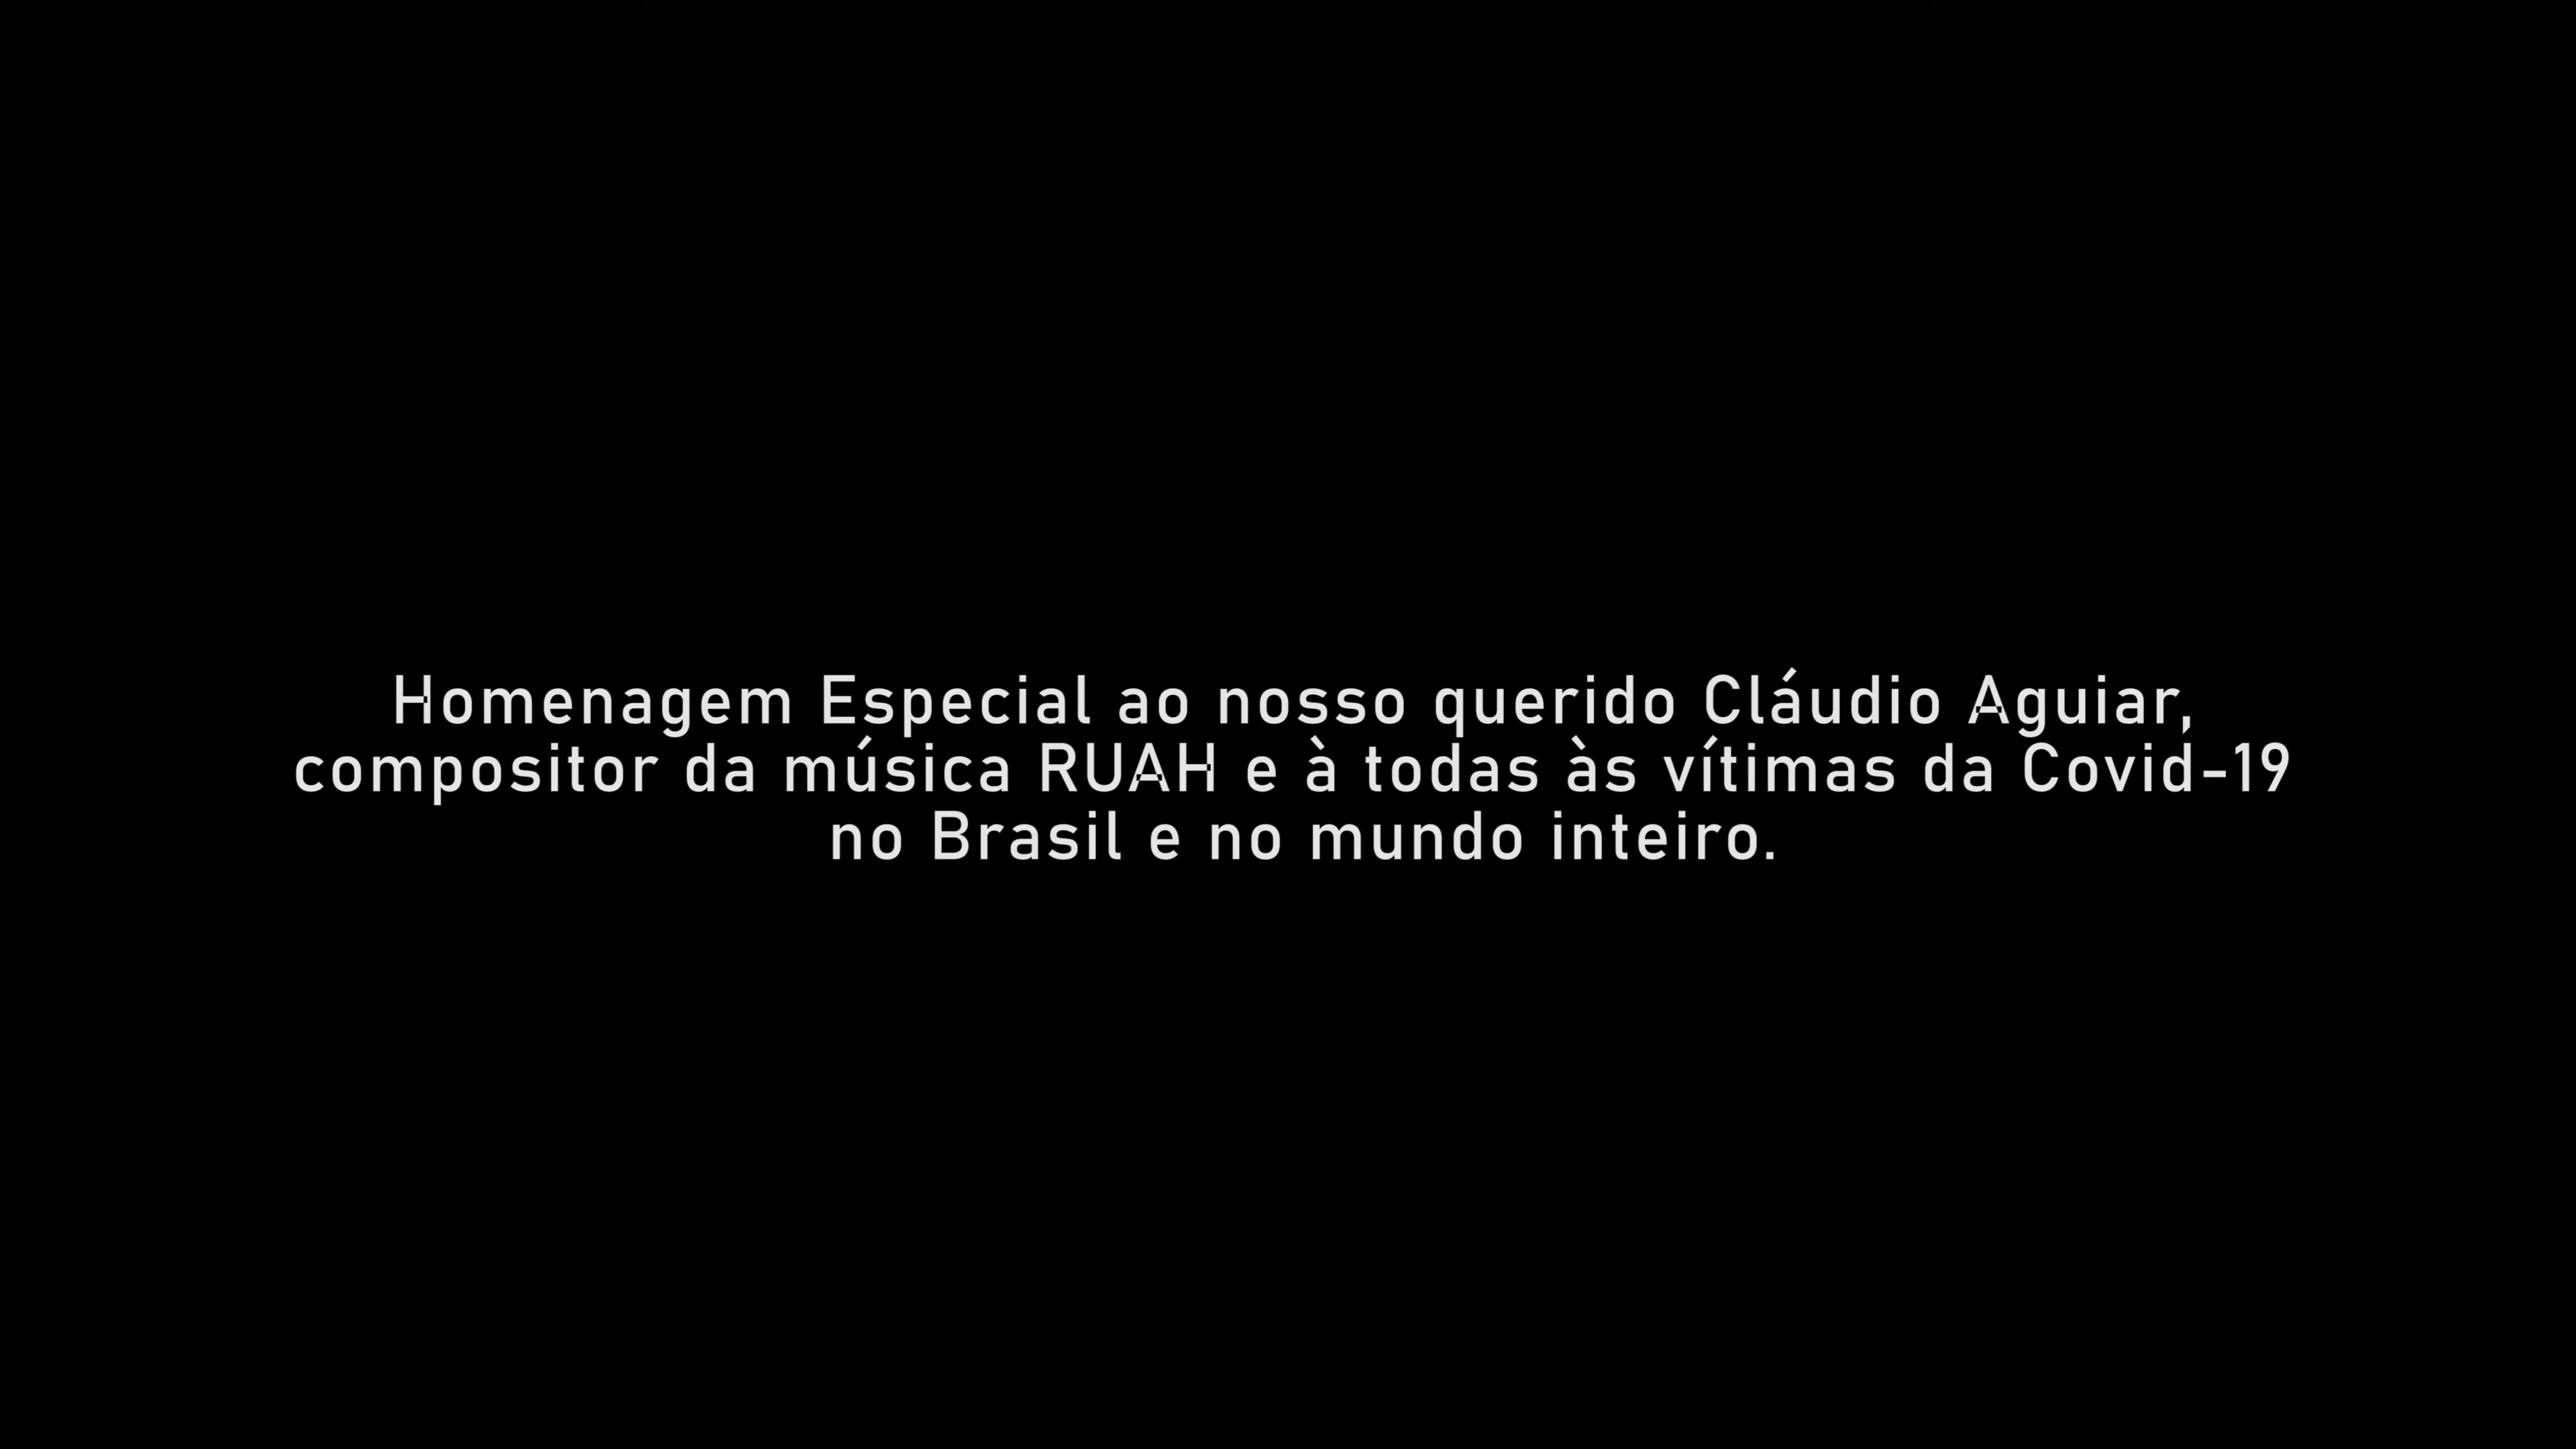 Homenagem Especial ao nosso querido Cláudio Aguiar,
compositor da música RUAH e à todas às vítimas da Covid-19
no Brasil e no mundo inteiro.